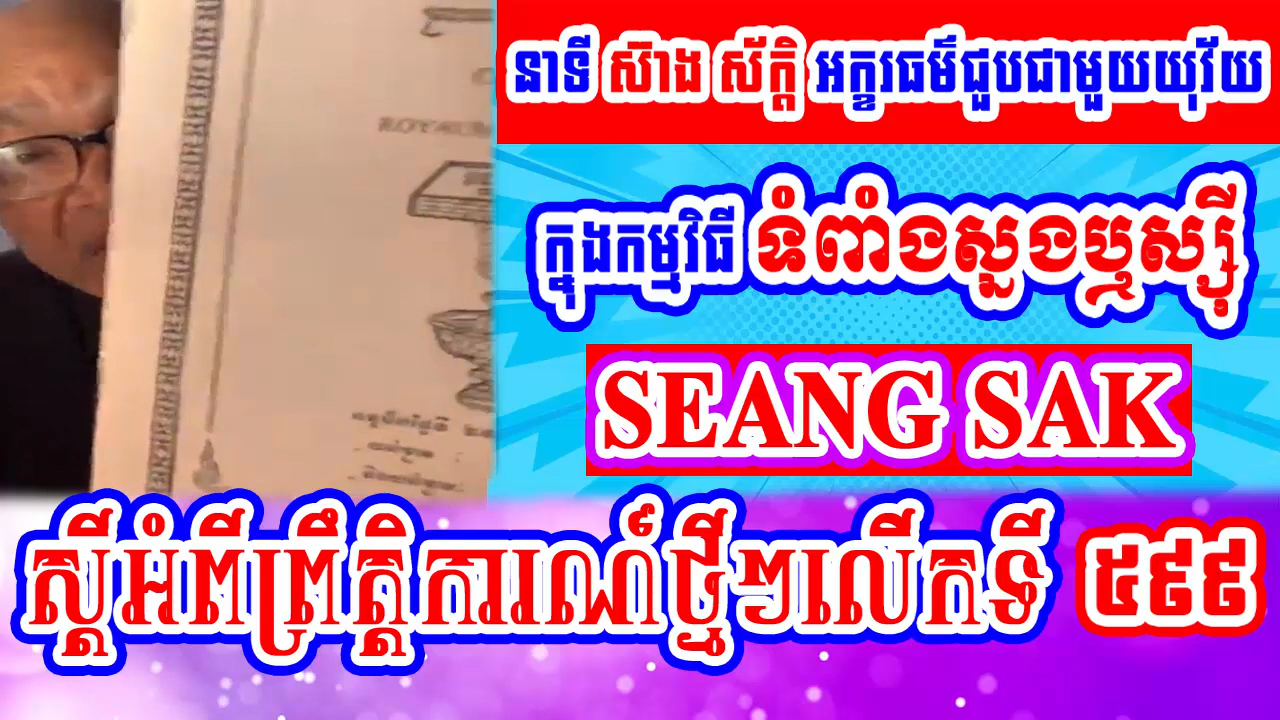 នាទី ស៊ាង ស័ក្តិ អក្ខរធម៌ជួបជាមួយយុវ័យ
ក្នុងកម្មវិធី ទំពាំងស្នងឫស្ស៊ី
SEANG SAK
ស្តីអំពីព្រឹត្តិការណ៍ថ្មីៗលើកទី ៥៩៩